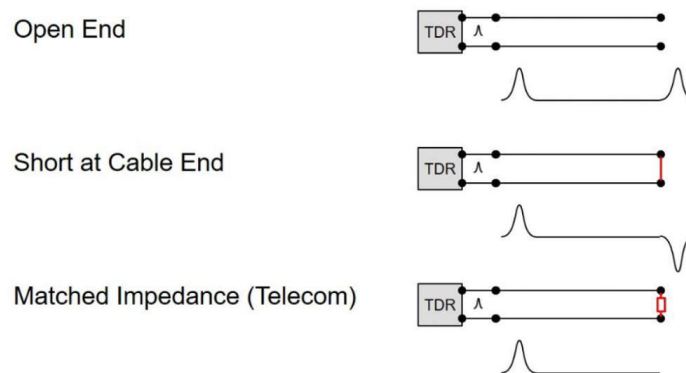 Open End
TDR
Short at Cable End
TDR
Matched Impedance (Telecom)
TDR